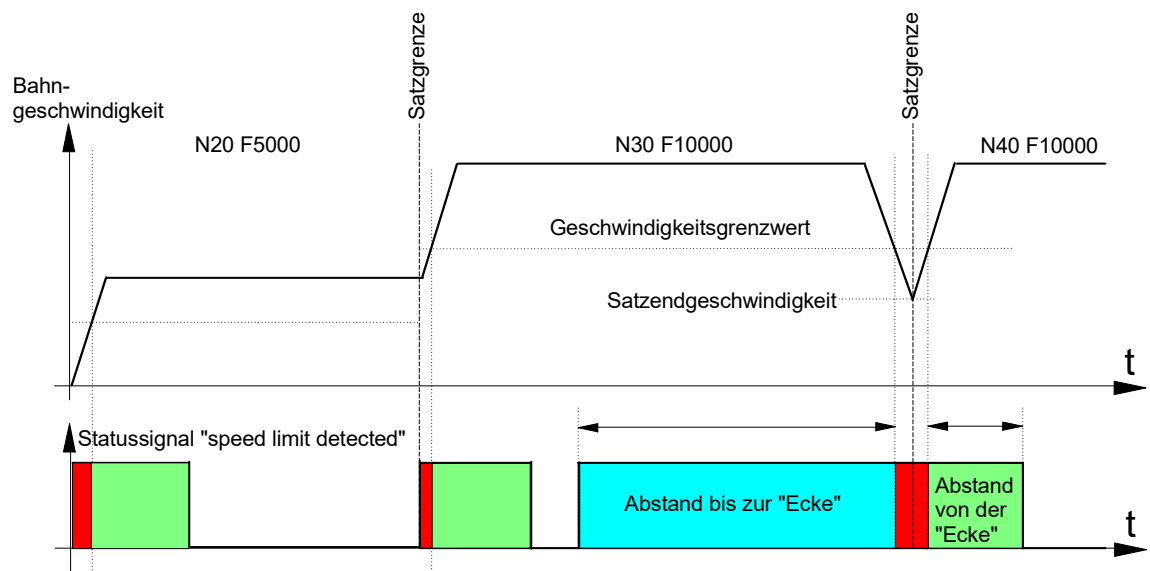 Satzgrenze
Satzgrenze
Bahn-
geschwindigkeit
N20 F5000
N30 F10000
N40 F10000
Geschwindigkeitsgrenzwert
Satzendgeschwindigkeit
t
Statussignal "speed limit detected"
Abstand bis zur "Ecke"
Abstand
von der
"Ecke"
t